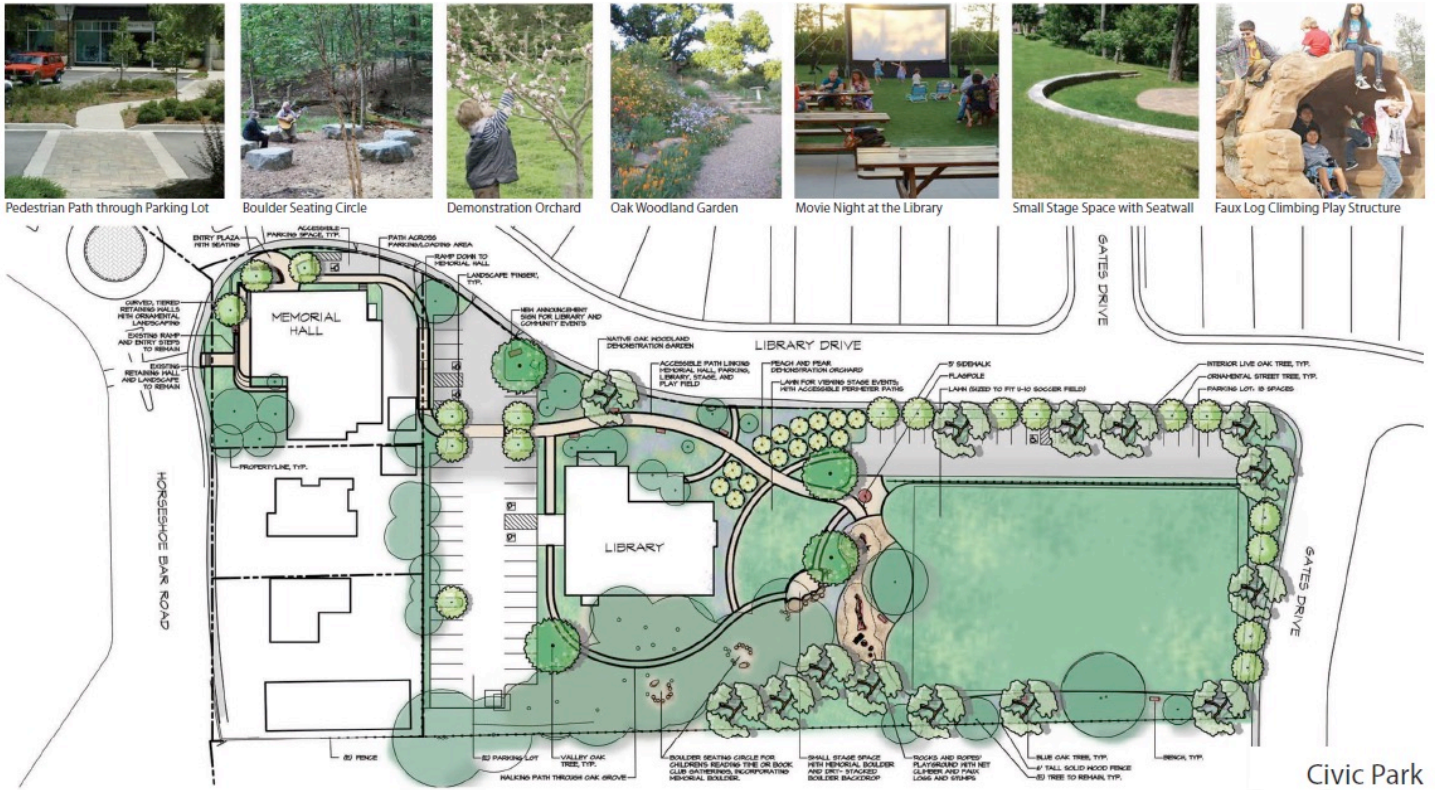 Pedestrian Path through Parking Lot
Boulder Seating Circle
Demonstration Orchard
Oak Woodland Garden
Movie Night at the Library
Small Stage Space with Seatwall
Faux Log Climbing Play Structure
ENTRY PLAZA
WITH SEATING
ACCESSIBLE
PARKING SPACE, TYP.
PATH ACROSS
PARKING/LOADING AREA
RAMP DOWN TO
MEMORIAL HALL
LANDSCAPE 'FINGER',
TYP.
CURVED, TIERED
RETAINING WALLS
WITH ORNAMENTAL
LANDSCAPING
EXISTING RAMP
AND ENTRY STEPS
TO REMAIN
EXISTING
RETAINING WALL
AND LANDSCAPE
TO REMAIN
MEMORIAL
HALL
NEW ANNOUNCEMENT
SIGN FOR LIBRARY AND
COMMUNITY EVENTS
NATIVE OAK WOODLAND
DEMONSTRATION GARDEN
LIBRARY DRIVE
GATES DRIVE
ACCESSIBLE PATH LINKING
MEMORIAL HALL, PARKING,
LIBRARY, STAGE, AND
PLAY FIELD
PEACH AND PEAR
DEMONSTRATION ORCHARD
LAWN FOR VIEWING STAGE EVENTS,
WITH ACCESSIBLE PERIMETER PATHS
5' SIDEWALK
FLAGPOLE
LAWN (SIZED TO FIT U-10 SOCCER FIELD)
INTERIOR LIVE OAK TREE, TYP.
ORNAMENTAL STREET TREE, TYP.
PARKING LOT: 18 SPACES
PROPERTY LINE, TYP.
HORSESHOE BAR ROAD
LIBRARY
GATES DRIVE
(E) FENCE
(E) PARKING LOT
VALLEY OAK
TREE, TYP.
WALKING PATH THROUGH OAK GROVE
BOULDER SEATING CIRCLE FOR
CHILDREN'S READING TIME OR BOOK
CLUB GATHERINGS, INCORPORATING
MEMORIAL BOULDER.
SMALL STAGE SPACE
WITH MEMORIAL BOULDER
AND DRY-STACKED
BOULDER BACKDROP
'ROCKS AND ROPES'
PLAYGROUND WITH NET
CLIMBER AND FAUX
LOGS AND STUMPS
BLUE OAK TREE, TYP.
6' TALL SOLID WOOD FENCE
(E) TREE TO REMAIN, TYP.
BENCH, TYP.
Civic Park